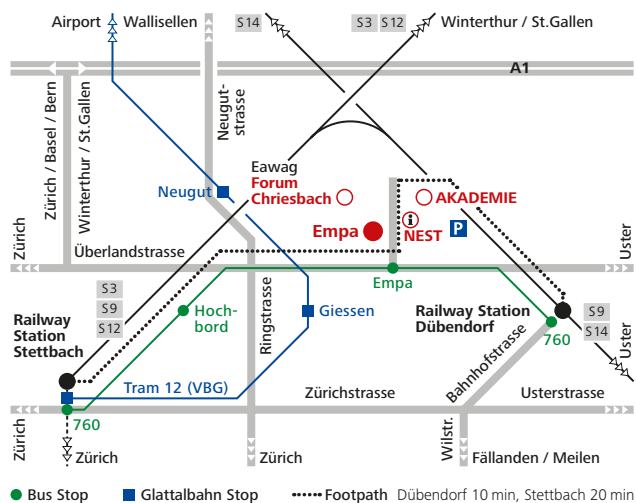 Airport
Wallisellen
S14
S3 S12
Winterthur / St.Gallen
A1
Zürich / Basel / Bern
Winterthur / St.Gallen
Neugut-
strasse
Eawag
Forum
Chriesbach
AKADEMIE
Neugut
Empa
i
NEST
P
Zürich
Überlandstrasse
Uster
Empa
S3
S9
S12
Hoch-
bord
Ringstrasse
Giessen
Railway Station
Dübendorf
S9
S14
Railway
Station
Stettbach
760
Bahnhofstrasse
Uster
Tram 12 (VBG)
Zürichstrasse
Usterstrasse
Zürich
760
Wilstr.
Zürich
Zürich
Fällanden / Meilen
Bus Stop
Glattalbahn Stop
Footpath Dübendorf 10 min, Stettbach 20 min